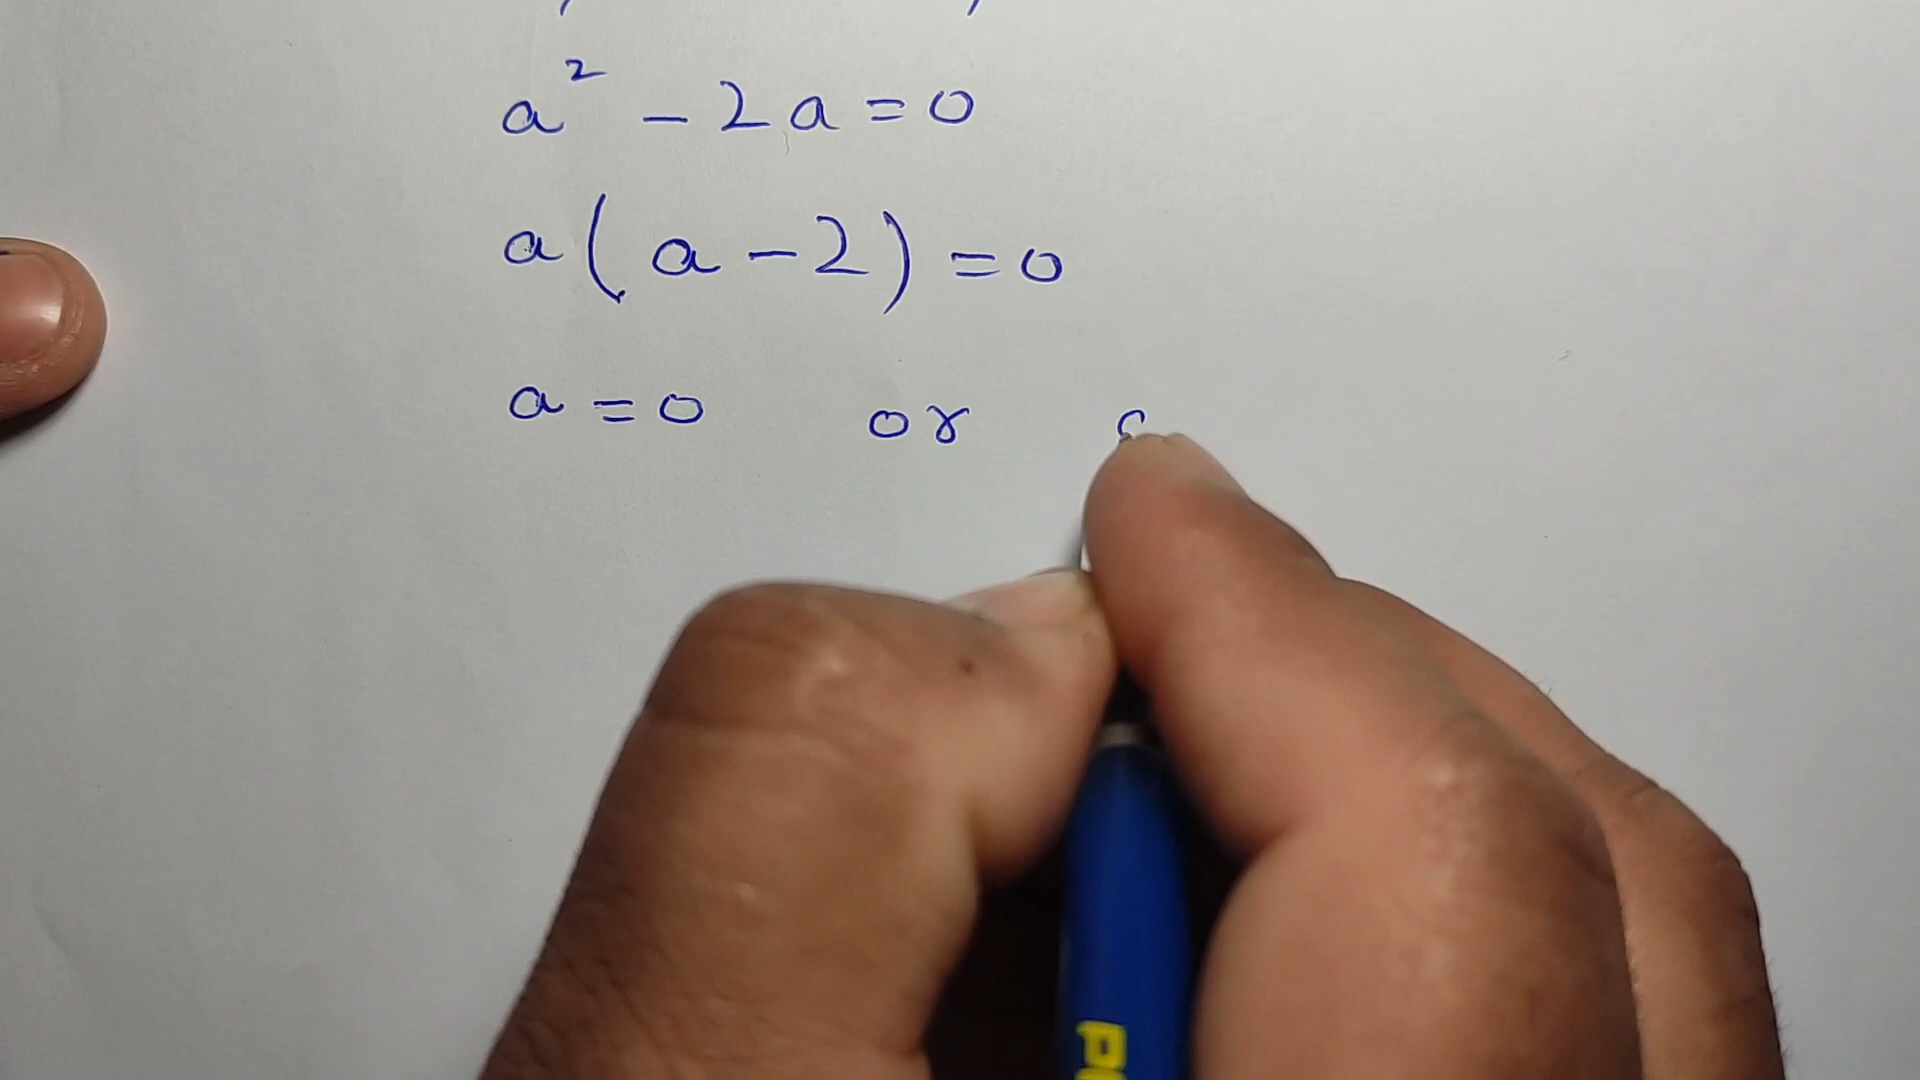 a² - 2a = 0
a(a - 2) = 0
a = 0 or